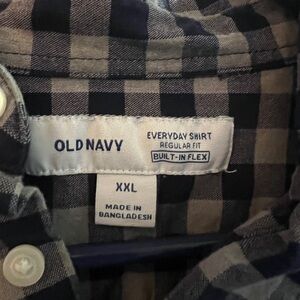 OLD NAVY
EVERYDAY SHIRT
REGULAR FIT
BUILT-IN FLEX
XXL
MADE IN
BANGLADESH